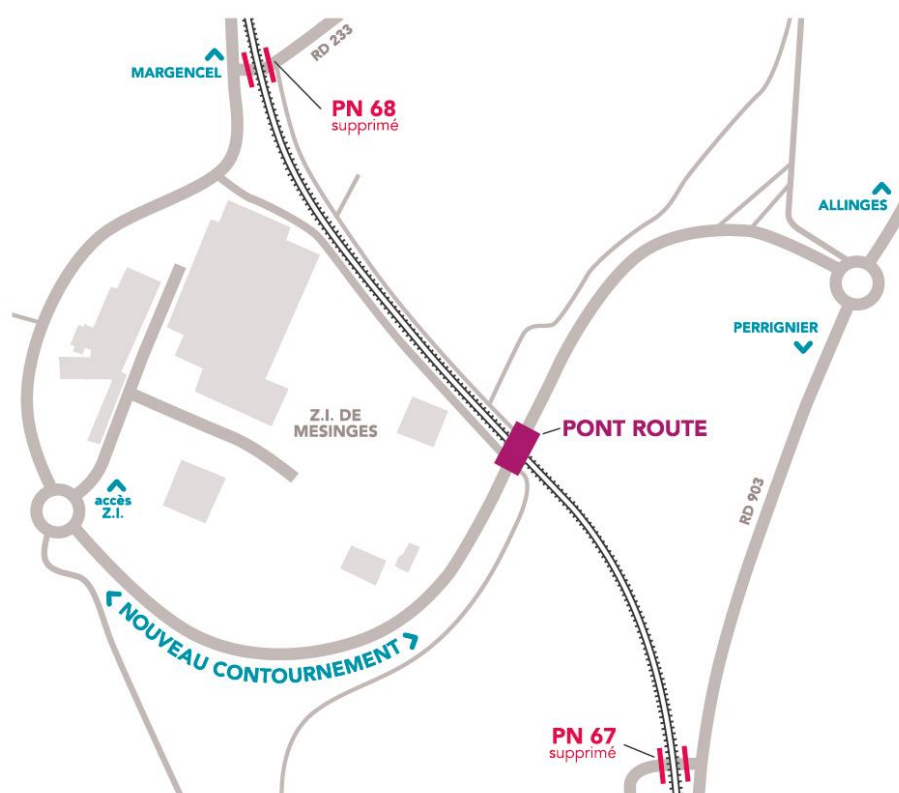 RD 233
MARGENCEL
PN 68
supprimé
ALLINGES
PERRIGNIER
Z.I. DE
MESINGES
PONT ROUTE
accès
Z.I.
RD 903
NOUVEAU CONTOURNEMENT
PN 67
supprimé